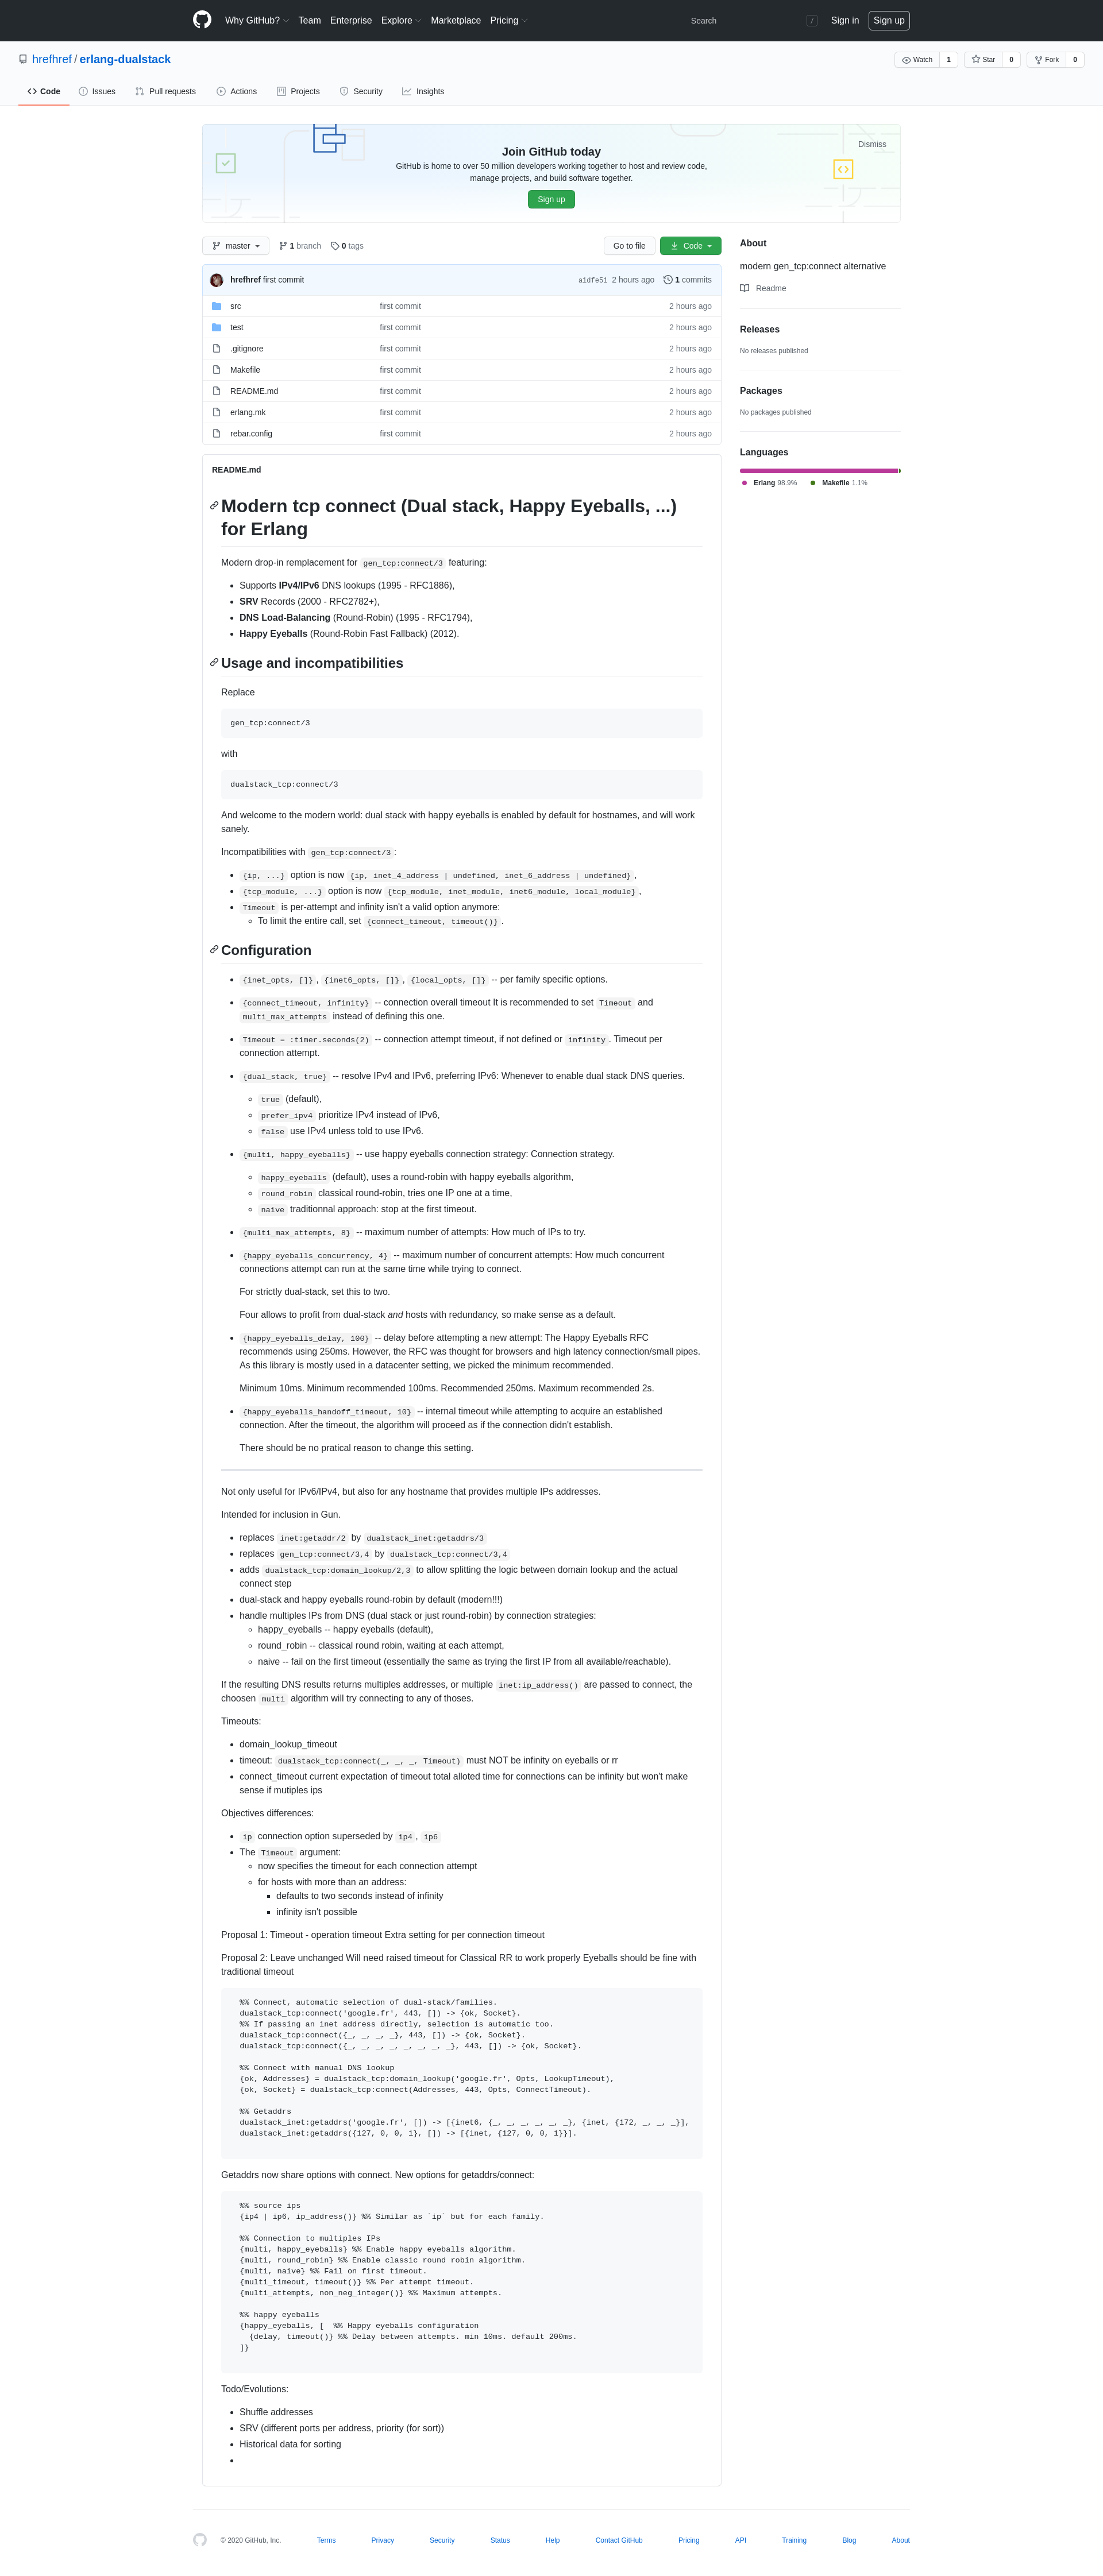 Why GitHub? Team Enterprise Explore Marketplace Pricing Search / Sign in Sign up
hrefhref / erlang-dualstack Watch 1 Star 0 Fork 0
Code Issues Pull requests Actions Projects Security Insights
Dismiss
Join GitHub today
GitHub is home to over 50 million developers working together to host and review code,
manage projects, and build software together.
Sign up
master 1 branch 0 tags Go to file Code
hrefhref first commit a1dfe51 2 hours ago 1 commits
src first commit 2 hours ago
test first commit 2 hours ago
.gitignore first commit 2 hours ago
Makefile first commit 2 hours ago
README.md first commit 2 hours ago
erlang.mk first commit 2 hours ago
rebar.config first commit 2 hours ago
About
modern gen_tcp:connect alternative
Readme
Releases
No releases published
Packages
No packages published
Languages
Erlang 98.9% Makefile 1.1%
README.md
Modern tcp connect (Dual stack, Happy Eyeballs, ...)
for Erlang
Modern drop-in remplacement for gen_tcp:connect/3 featuring:
Supports IPv4/IPv6 DNS lookups (1995 - RFC1886),
SRV Records (2000 - RFC2782+),
DNS Load-Balancing (Round-Robin) (1995 - RFC1794),
Happy Eyeballs (Round-Robin Fast Fallback) (2012).
Usage and incompatibilities
Replace
gen_tcp:connect/3
with
dualstack_tcp:connect/3
And welcome to the modern world: dual stack with happy eyeballs is enabled by default for hostnames, and will work
sanely.
Incompatibilities with gen_tcp:connect/3 :
{ip, ...} option is now {ip, inet_4_address | undefined, inet_6_address | undefined} ,
{tcp_module, ...} option is now {tcp_module, inet_module, inet6_module, local_module} ,
Timeout is per-attempt and infinity isn't a valid option anymore:
To limit the entire call, set {connect_timeout, timeout()} .
Configuration
{inet_opts, []} , {inet6_opts, []} , {local_opts, []} -- per family specific options.
{connect_timeout, infinity} -- connection overall timeout It is recommended to set Timeout and
multi_max_attempts instead of defining this one.
Timeout = :timer.seconds(2) -- connection attempt timeout, if not defined or infinity . Timeout per
connection attempt.
{dual_stack, true} -- resolve IPv4 and IPv6, preferring IPv6: Whenever to enable dual stack DNS queries.
true (default),
prefer_ipv4 prioritize IPv4 instead of IPv6,
false use IPv4 unless told to use IPv6.
{multi, happy_eyeballs} -- use happy eyeballs connection strategy: Connection strategy.
happy_eyeballs (default), uses a round-robin with happy eyeballs algorithm,
round_robin classical round-robin, tries one IP one at a time,
naive traditionnal approach: stop at the first timeout.
{multi_max_attempts, 8} -- maximum number of attempts: How much of IPs to try.
{happy_eyeballs_concurrency, 4} -- maximum number of concurrent attempts: How much concurrent
connections attempt can run at the same time while trying to connect.
For strictly dual-stack, set this to two.
Four allows to profit from dual-stack and hosts with redundancy, so make sense as a default.
{happy_eyeballs_delay, 100} -- delay before attempting a new attempt: The Happy Eyeballs RFC
recommends using 250ms. However, the RFC was thought for browsers and high latency connection/small pipes.
As this library is mostly used in a datacenter setting, we picked the minimum recommended.
Minimum 10ms. Minimum recommended 100ms. Recommended 250ms. Maximum recommended 2s.
{happy_eyeballs_handoff_timeout, 10} -- internal timeout while attempting to acquire an established
connection. After the timeout, the algorithm will proceed as if the connection didn't establish.
There should be no pratical reason to change this setting.
Not only useful for IPv6/IPv4, but also for any hostname that provides multiple IPs addresses.
Intended for inclusion in Gun.
replaces inet:getaddr/2 by dualstack_inet:getaddrs/3
replaces gen_tcp:connect/3,4 by dualstack_tcp:connect/3,4
adds dualstack_tcp:domain_lookup/2,3 to allow splitting the logic between domain lookup and the actual
connect step
dual-stack and happy eyeballs round-robin by default (modern!!!)
handle multiples IPs from DNS (dual stack or just round-robin) by connection strategies:
happy_eyeballs -- happy eyeballs (default),
round_robin -- classical round robin, waiting at each attempt,
naive -- fail on the first timeout (essentially the same as trying the first IP from all available/reachable).
If the resulting DNS results returns multiples addresses, or multiple inet:ip_address() are passed to connect, the
choosen multi algorithm will try connecting to any of thoses.
Timeouts:
domain_lookup_timeout
timeout: dualstack_tcp:connect(_, _, _, Timeout) must NOT be infinity on eyeballs or rr
connect_timeout current expectation of timeout total alloted time for connections can be infinity but won't make
sense if mutiples ips
Objectives differences:
ip connection option superseded by ip4 , ip6
The Timeout argument:
now specifies the timeout for each connection attempt
for hosts with more than an address:
defaults to two seconds instead of infinity
infinity isn't possible
Proposal 1: Timeout - operation timeout Extra setting for per connection timeout
Proposal 2: Leave unchanged Will need raised timeout for Classical RR to work properly Eyeballs should be fine with
traditional timeout
%% Connect, automatic selection of dual-stack/families.
dualstack_tcp:connect('google.fr', 443, []) -> {ok, Socket}.
%% If passing an inet address directly, selection is automatic too.
dualstack_tcp:connect({_, _, _, _}, 443, []) -> {ok, Socket}.
dualstack_tcp:connect({_, _, _, _, _, _, _, _}, 443, []) -> {ok, Socket}.
%% Connect with manual DNS lookup
{ok, Addresses} = dualstack_tcp:domain_lookup('google.fr', Opts, LookupTimeout),
{ok, Socket} = dualstack_tcp:connect(Addresses, 443, Opts, ConnectTimeout).
%% Getaddrs
dualstack_inet:getaddrs('google.fr', []) -> [{inet6, {_, _, _, _, _, _}, {inet, {172, _, _, _}],
dualstack_inet:getaddrs({127, 0, 0, 1}, []) -> [{inet, {127, 0, 0, 1}}].
Getaddrs now share options with connect. New options for getaddrs/connect:
%% source ips
{ip4 | ip6, ip_address()} %% Similar as `ip` but for each family.
%% Connection to multiples IPs
{multi, happy_eyeballs} %% Enable happy eyeballs algorithm.
{multi, round_robin} %% Enable classic round robin algorithm.
{multi, naive} %% Fail on first timeout.
{multi_timeout, timeout()} %% Per attempt timeout.
{multi_attempts, non_neg_integer()} %% Maximum attempts.
%% happy eyeballs
{happy_eyeballs, [ %% Happy eyeballs configuration
{delay, timeout()} %% Delay between attempts. min 10ms. default 200ms.
]}
Todo/Evolutions:
Shuffle addresses
SRV (different ports per address, priority (for sort))
Historical data for sorting
© 2020 GitHub, Inc. Terms Privacy Security Status Help Contact GitHub Pricing API Training Blog About